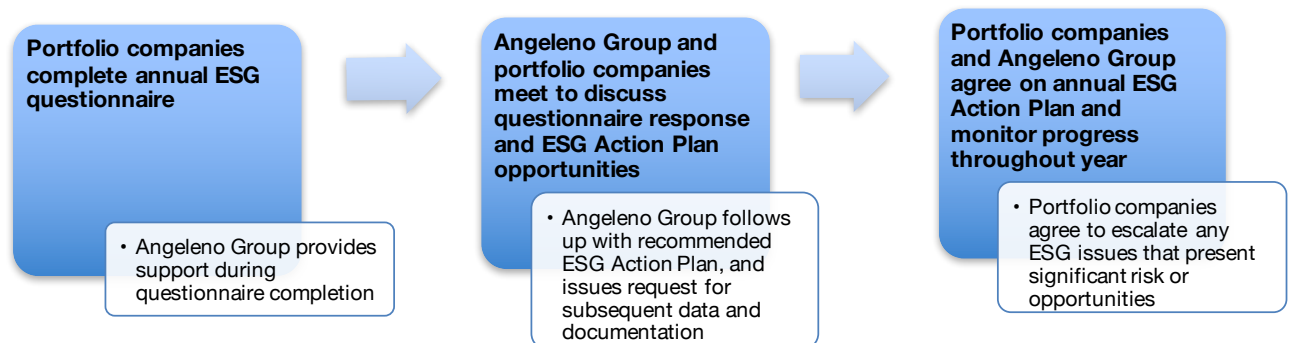 Portfolio companies
complete annual ESG
questionnaire
• Angeleno Group provides
support during
questionnaire completion
Angeleno Group and
portfolio companies
meet to discuss
questionnaire response
and ESG Action Plan
opportunities
• Angeleno Group follows
up with recommended
ESG Action Plan, and
issues request for
subsequent data and
documentation
Portfolio companies
and Angeleno Group
agree on annual ESG
Action Plan and
monitor progress
throughout year
• Portfolio companies
agree to escalate any
ESG issues that present
significant risk or
opportunities